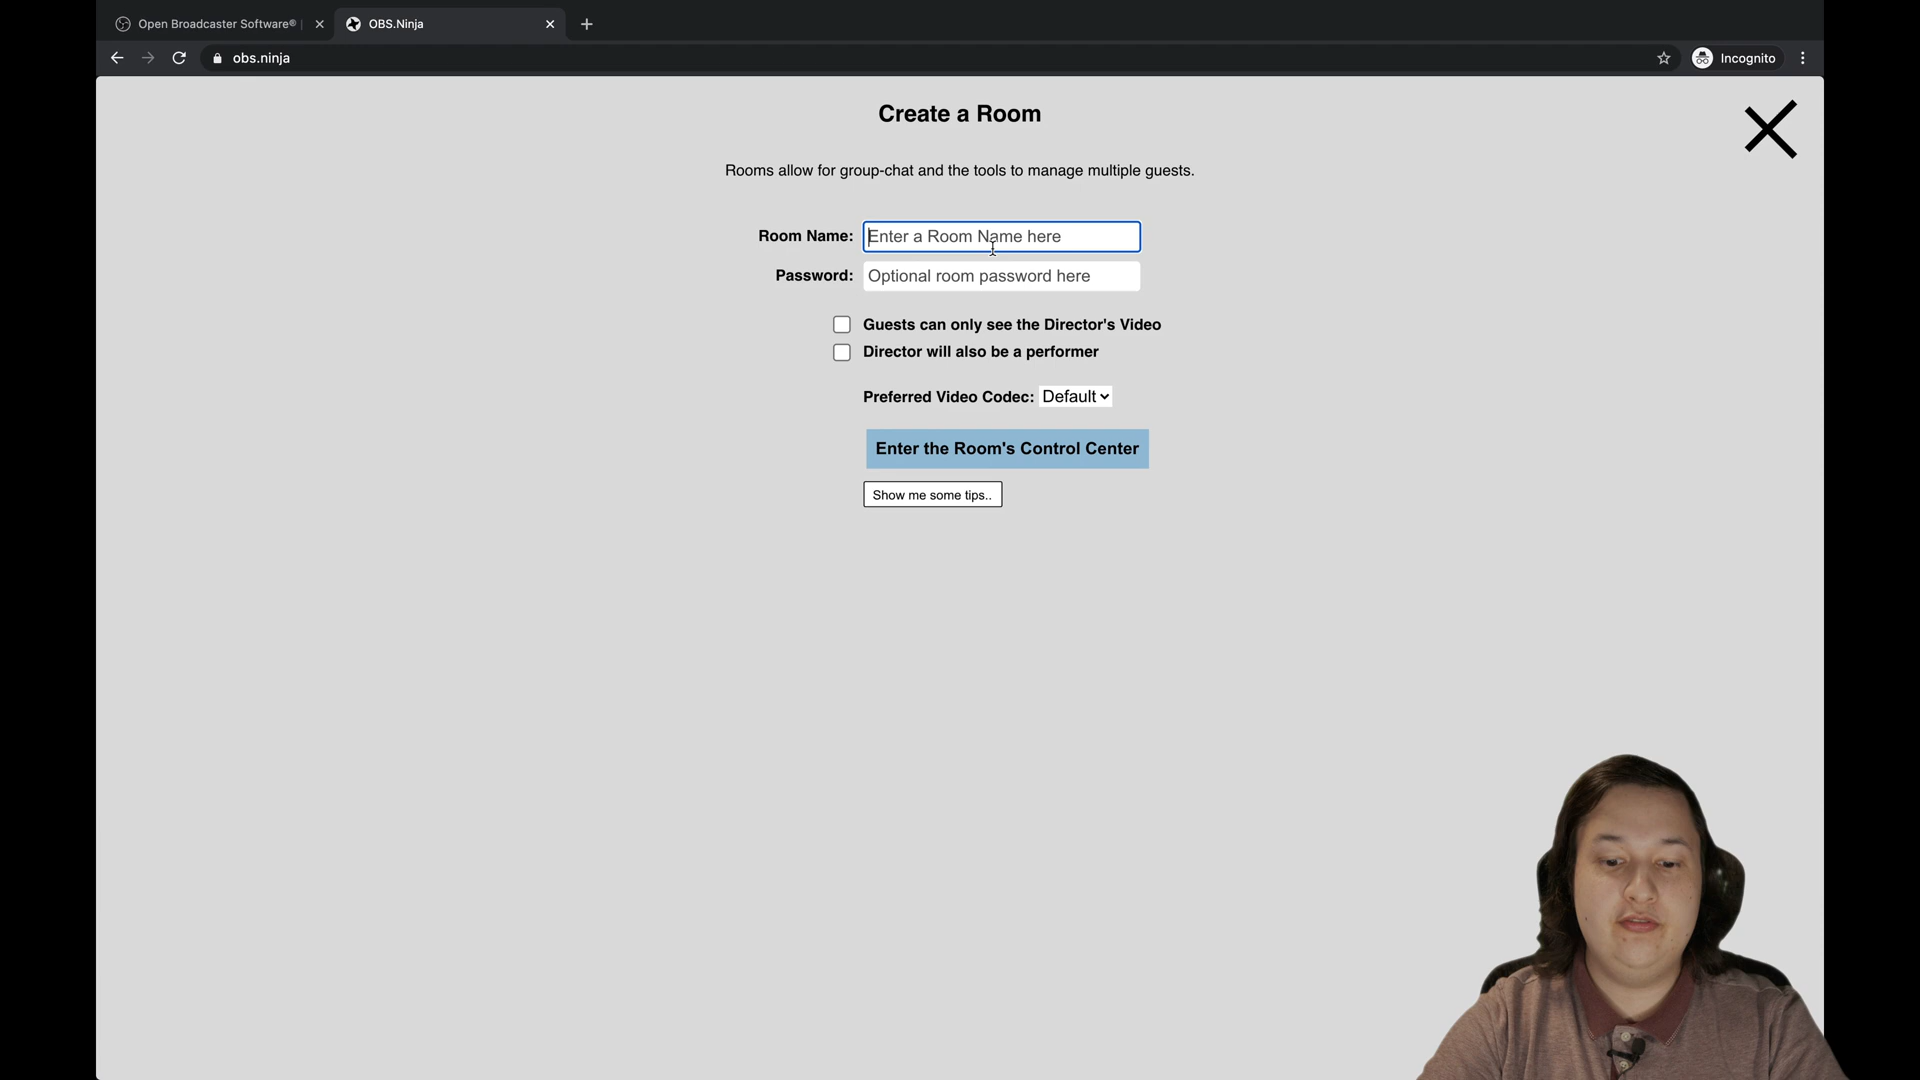 Open Broadcaster Software® |
OBS.Ninja
obs.ninja
Incognito
Create a Room
Rooms allow for group-chat and the tools to manage multiple guests.
Room Name: Enter a Room Name here
Password: Optional room password here
Guests can only see the Director's Video
Director will also be a performer
Preferred Video Codec: Default
Enter the Room's Control Center
Show me some tips..